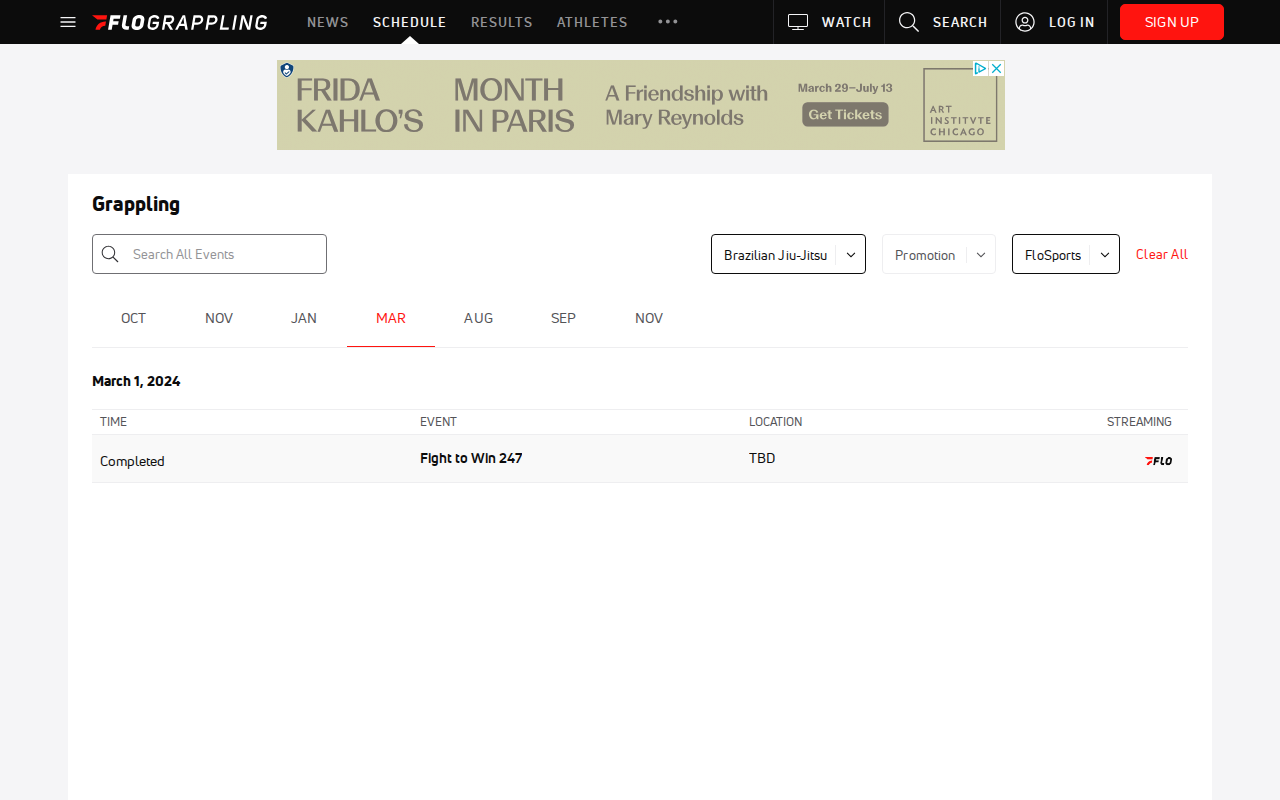 FLOGRAPPLING NEWS SCHEDULE RESULTS ATHLETES WATCH SEARCH LOG IN SIGN UP
FRIDA KAHLO'S
MONTH IN PARIS
A Friendship with
Mary Reynolds
March 29–July 13
Get Tickets
ART
INSTITVTE
CHICAGO
Grappling
Search All Events
Brazilian Jiu-Jitsu
Promotion
FloSports
Clear All
OCT NOV JAN MAR AUG SEP NOV
March 1, 2024
TIME EVENT LOCATION STREAMING
Completed Fight to Win 247 TBD FLO